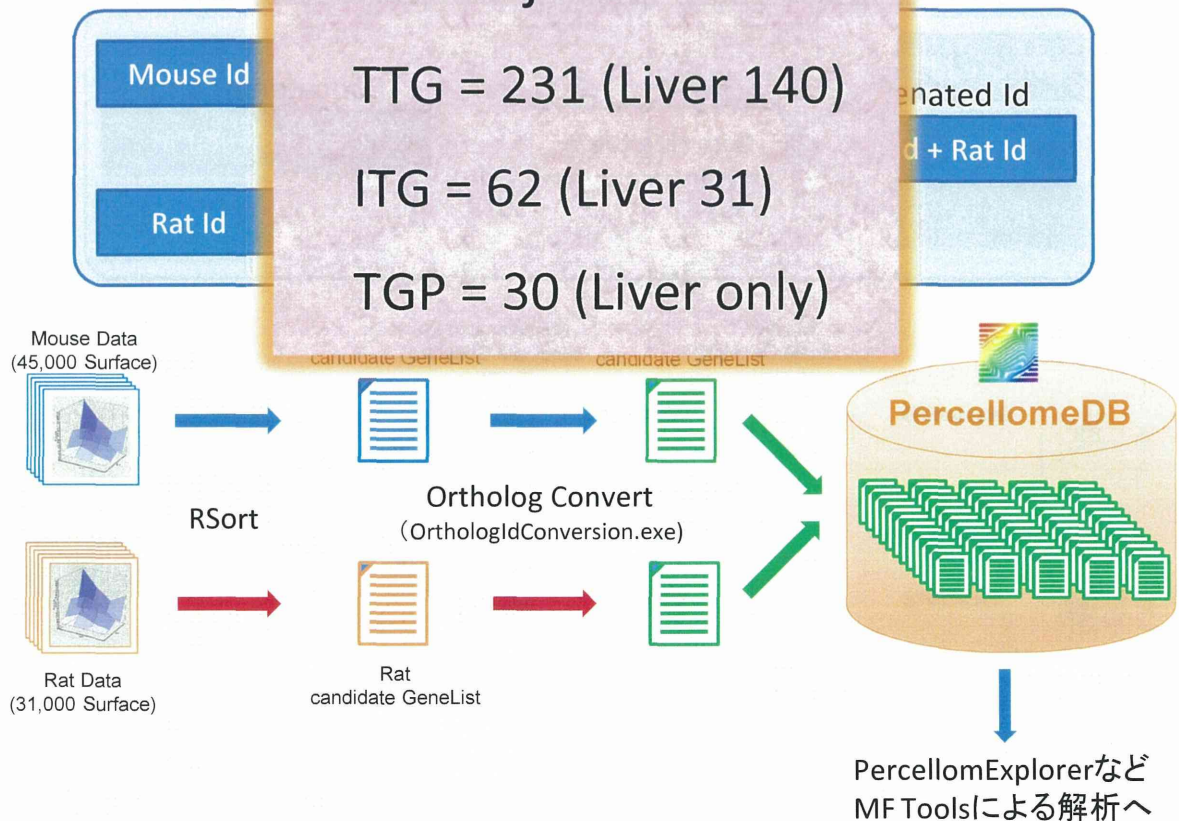 Mouse Id
TTG = 231 (Liver 140)
enated Id
d + Rat Id
ITG = 62 (Liver 31)
Rat Id
TGP = 30 (Liver only)
Mouse Data
(45,000 Surface)
candidate GeneList
candidate GeneList
PercellomeDB
RSort
Ortholog Convert
(OrthologIdConversion.exe)
Rat Data
(31,000 Surface)
Rat
candidate GeneList
PercellomExplorerなど
MF Toolsによる解析へ